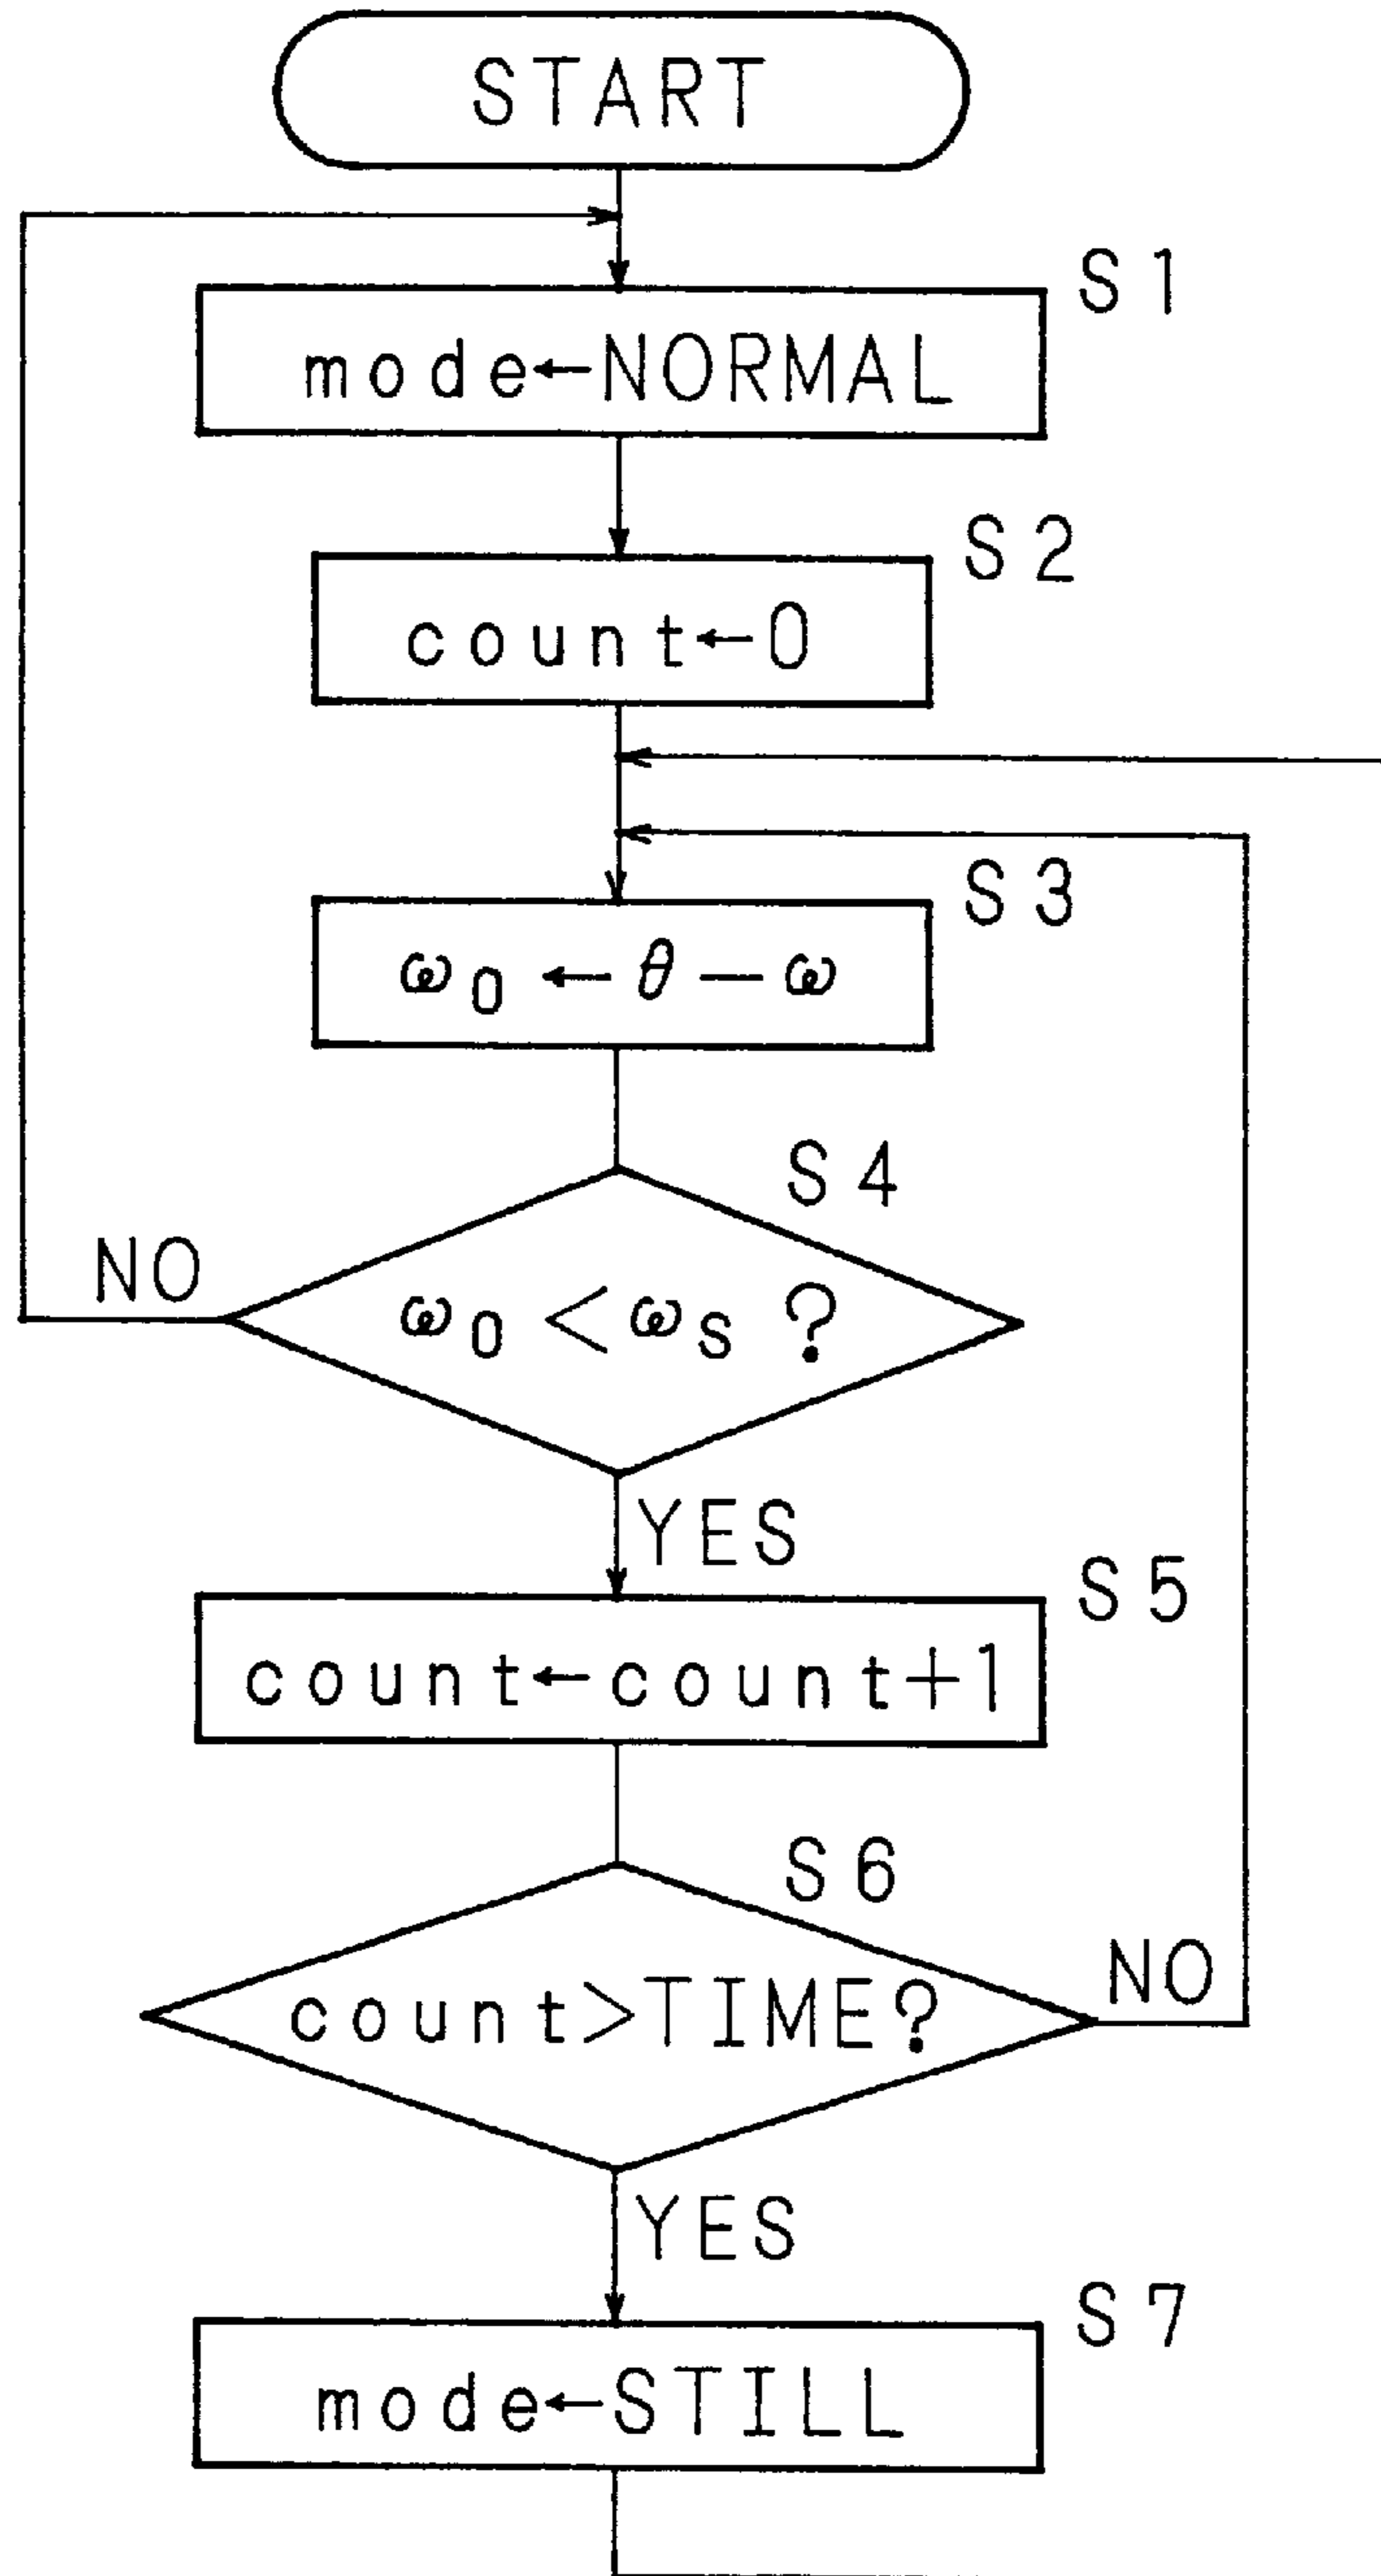 START
S1
mode←NORMAL
S2
count←0
S3
ω₀←θ−ω
S4
NO
ω₀<ωs?
YES
S5
count←count+1
S6
count>TIME?
NO
YES
S7
mode←STILL